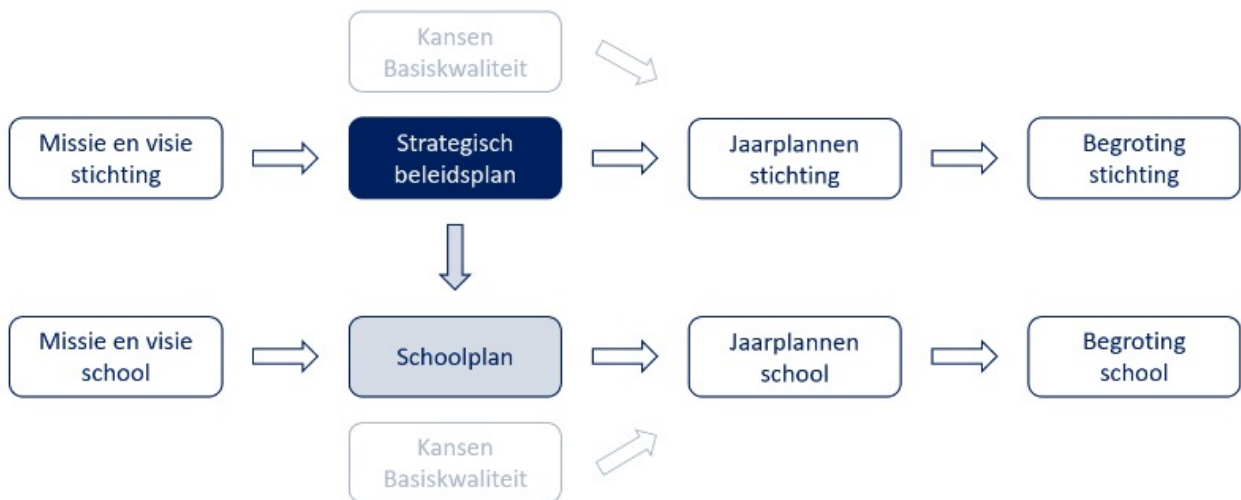 Kansen
Basiskwaliteit
Missie en visie
stichting
Strategisch
beleidsplan
Jaarplannen
stichting
Begroting
stichting
Missie en visie
school
Schoolplan
Jaarplannen
school
Begroting
school
Kansen
Basiskwaliteit